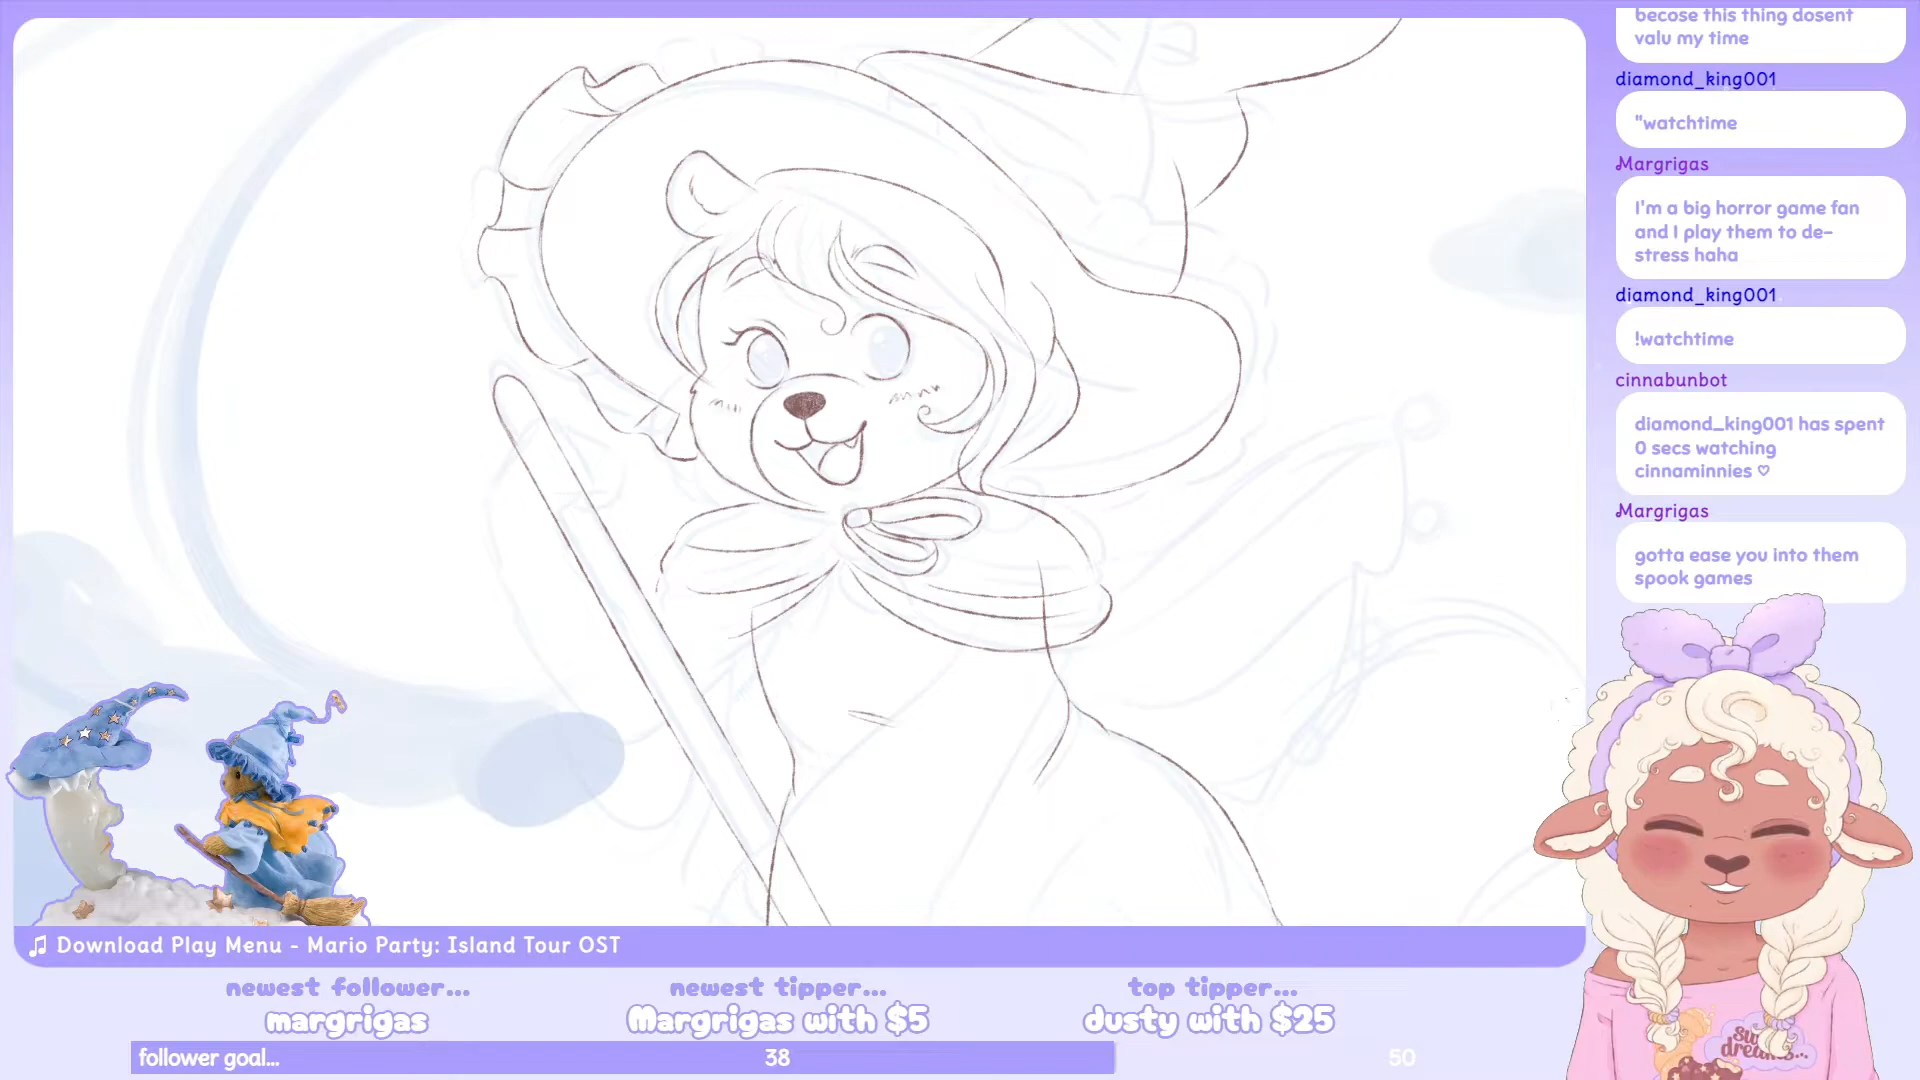 becose this thing dosent
valu my time
diamond_king001
"watchtime
Margrigas
I'm a big horror game fan
and I play them to de-
stress haha
diamond_king001
!watchtime
cinnabunbot
diamond_king001 has spent
0 secs watching
cinnaminnies ♡
Margrigas
gotta ease you into them
spook games
♫ Download Play Menu - Mario Party: Island Tour OST
newest follower...
margrigas
newest tipper...
Margrigas with $5
top tipper...
dusty with $25
follower goal...
38
50
dreams...